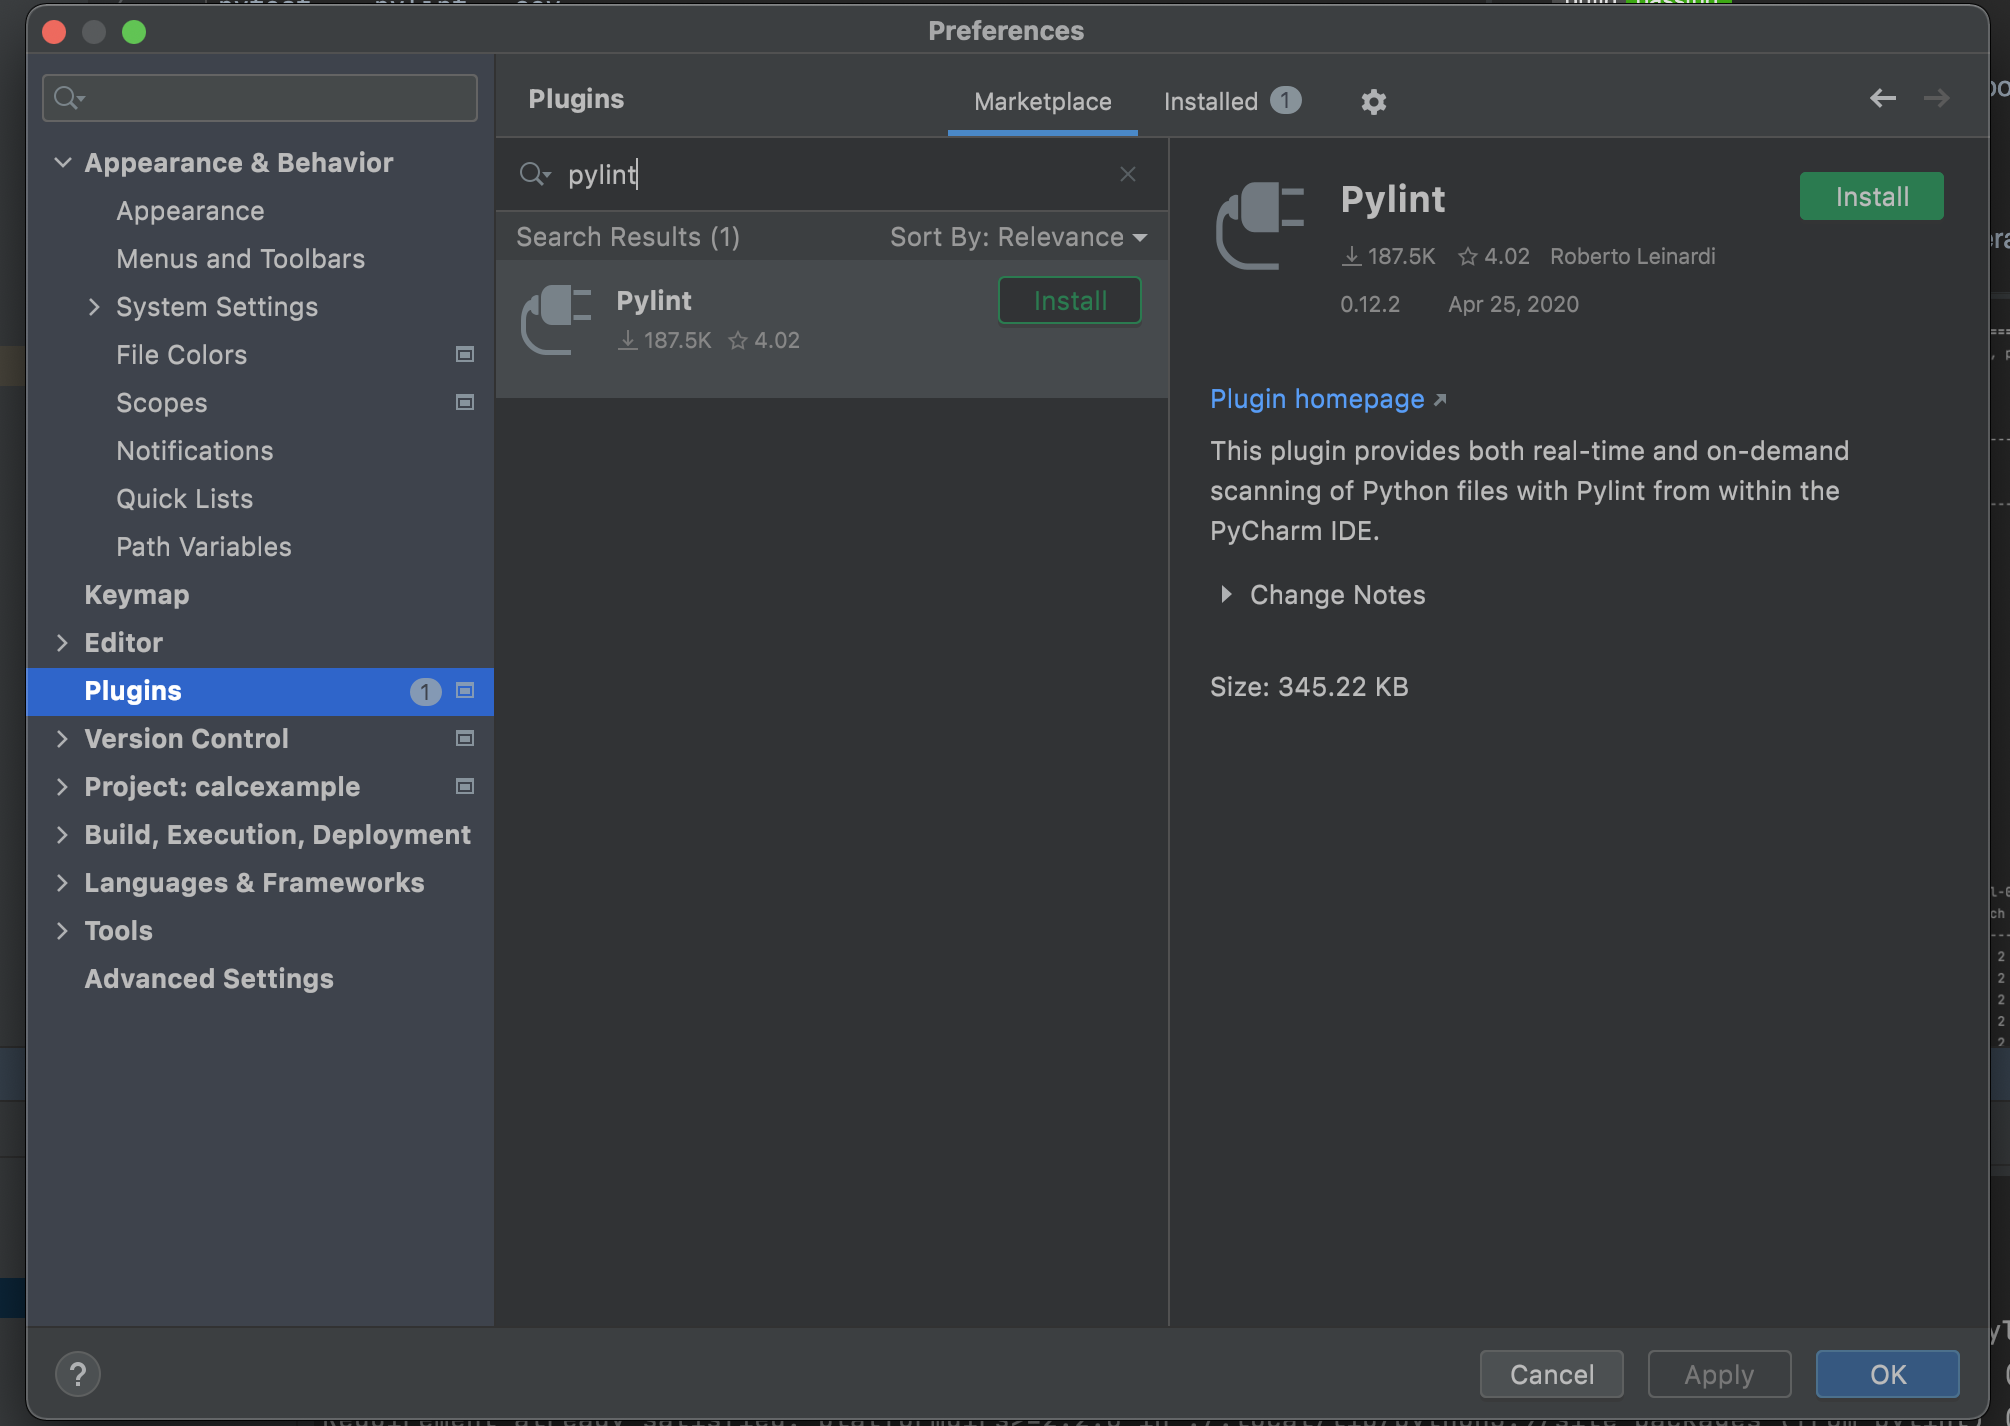 Preferences
Plugins
Marketplace
Installed 1
Appearance & Behavior
Appearance
Menus and Toolbars
System Settings
File Colors
Scopes
Notifications
Quick Lists
Path Variables
Keymap
Editor
Plugins 1
Version Control
Project: calcexample
Build, Execution, Deployment
Languages & Frameworks
Tools
Advanced Settings
pylint
Search Results (1)
Sort By: Relevance
Pylint
Install
187.5K 4.02
Pylint
Install
187.5K 4.02 Roberto Leinardi
0.12.2 Apr 25, 2020
Plugin homepage
This plugin provides both real-time and on-demand
scanning of Python files with Pylint from within the
PyCharm IDE.
Change Notes
Size: 345.22 KB
?
Cancel
Apply
OK